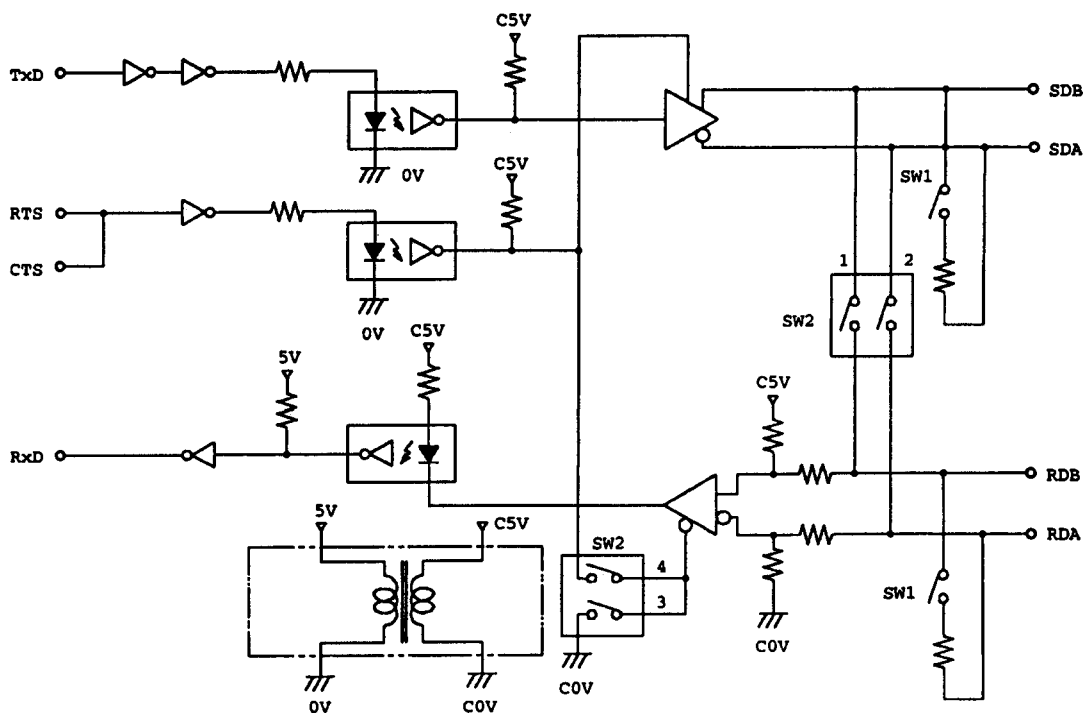 C5V
TxD
SDB
0V
C5V
SDA
RTS
SW1
CTS
0V
1 2
C5V
SW2
5V
C5V
RxD
RDB
5V
C5V
RDA
SW2
4
3
SW1
C0V
C0V
0V
C0V